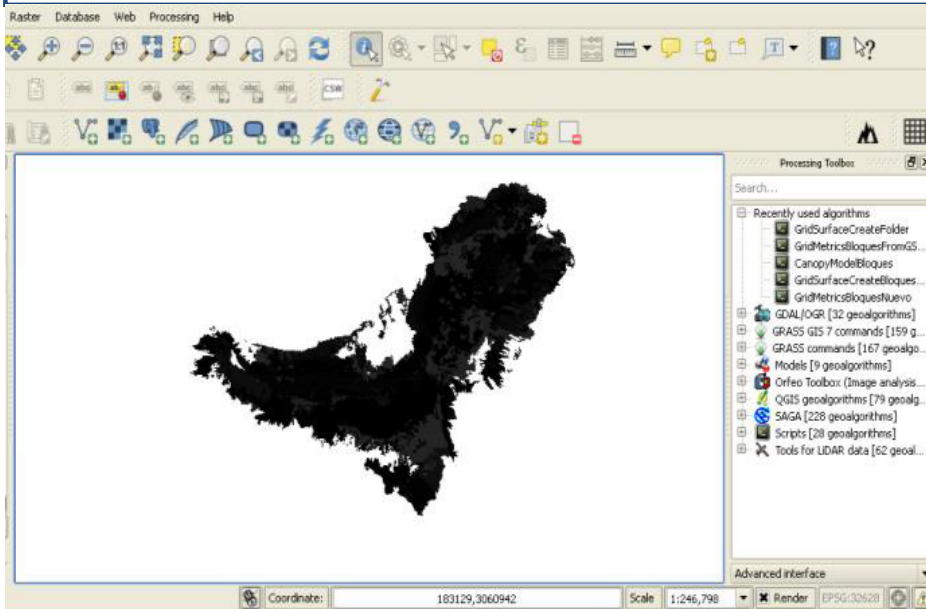 Raster Database Web Processing Help
CSW
Processing Toolbox
Search...
Recently used algorithms
GridSurfaceCreateFolder
GridMetricsBloquesFromGS...
CanopyModelBloques
GridSurfaceCreateBloques...
GridMetricsBloquesNuevo
GDAL/OGR [32 geoalgorithms]
GRASS GIS 7 commands [159 g...
GRASS commands [167 geoalgo...
Models [9 geoalgorithms]
Orfeo Toolbox (Image analysis...
QGIS geoalgorithms [79 geoalg...
SAGA [228 geoalgorithms]
Scripts [28 geoalgorithms]
Tools for LiDAR data [62 geoal...
Advanced interface
Coordinate: 183129,3060942 Scale 1:246,798 Render EPSG:32628